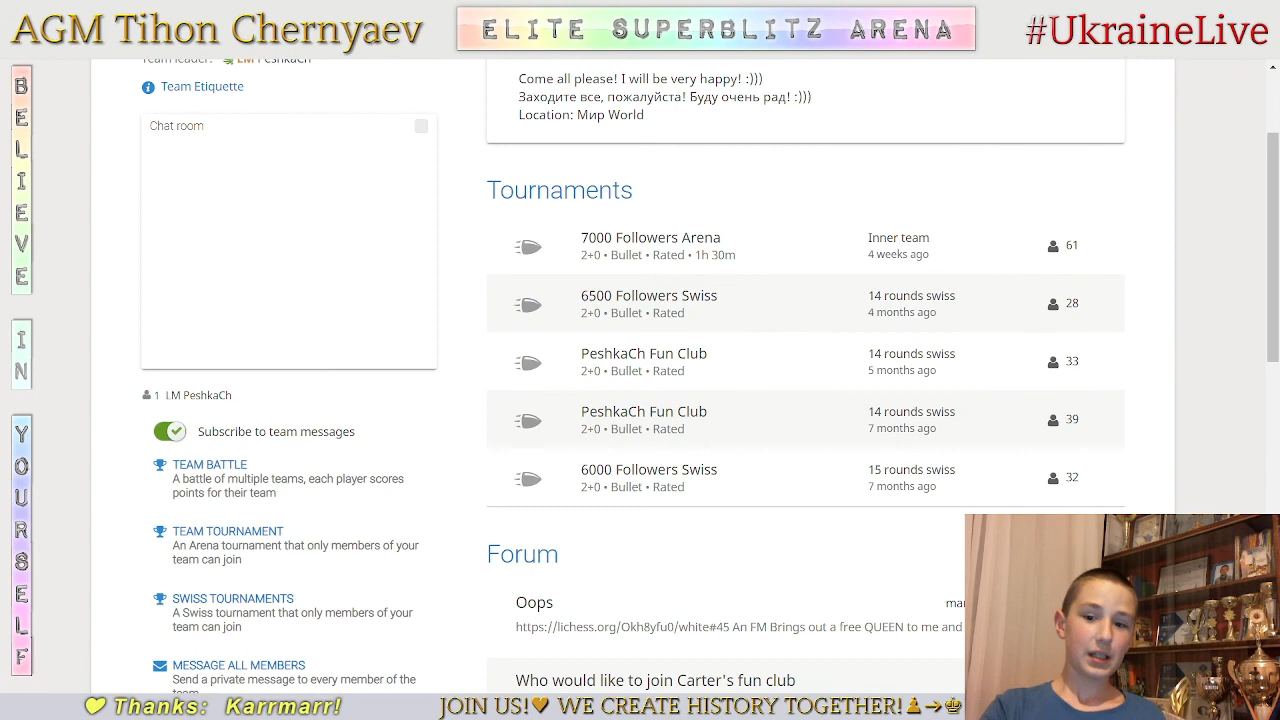 AGM Tihon Chernyaev
ELITE SUPERBLITZ ARENA
#UkraineLive
BELIEVE
IN
YOURSELF
Team leader: LM PeshkaCh
Team Etiquette
Chat room
1 LM PeshkaCh
Subscribe to team messages
TEAM BATTLE
A battle of multiple teams, each player scores
points for their team
TEAM TOURNAMENT
An Arena tournament that only members of your
team can join
SWISS TOURNAMENTS
A Swiss tournament that only members of your
team can join
MESSAGE ALL MEMBERS
Send a private message to every member of the
team
Come all please! I will be very happy! :)))
Заходите все, пожалуйста! Буду очень рад! :)))
Location: Мир World
Tournaments
7000 Followers Arena Inner team 61
2+0 • Bullet • Rated • 1h 30m 4 weeks ago
6500 Followers Swiss 14 rounds swiss 28
2+0 • Bullet • Rated 4 months ago
PeshkaCh Fun Club 14 rounds swiss 33
2+0 • Bullet • Rated 5 months ago
PeshkaCh Fun Club 14 rounds swiss 39
2+0 • Bullet • Rated 7 months ago
6000 Followers Swiss 15 rounds swiss 32
2+0 • Bullet • Rated 7 months ago
Forum
Oops
https://lichess.org/Okh8yfu0/white#45 An FM Brings out a free QUEEN to me and
Who would like to join Carter's fun club
Thanks: Karrmarr!
JOIN US! WE CREATE HISTORY TOGETHER!